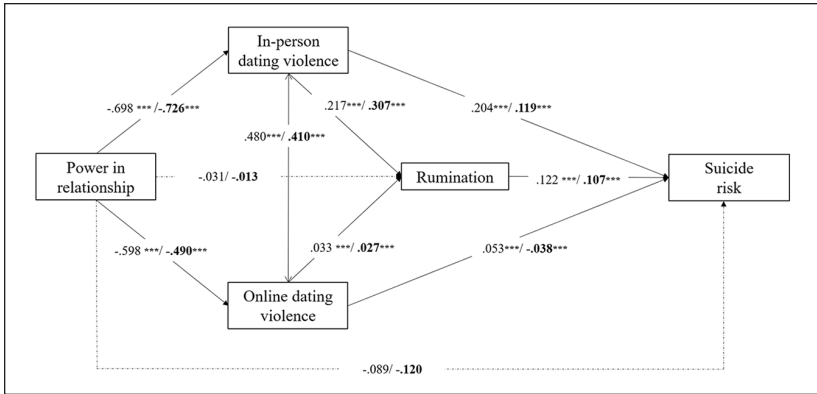 In-person
dating violence
-.698 ***/-.726***
.217***/ .307***
.204***/ .119***
.480***/ .410***
Power in
relationship
-.031/ -.013
Rumination
.122 ***/.107***
Suicide
risk
-.598 ***/-.490***
.033 ***/.027***
.053***/ -.038***
Online dating
violence
-.089/ -.120